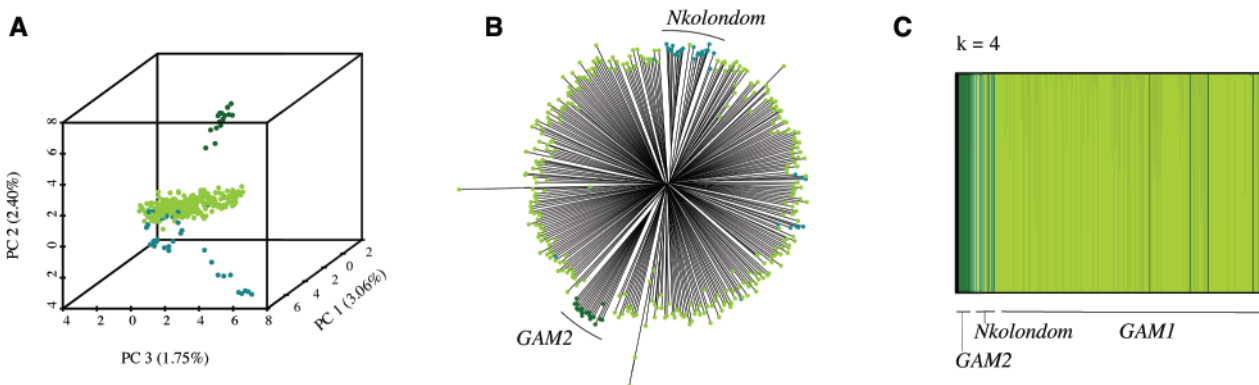 A
8
6
4
2
0
2
4
PC 2 (2.40%)
4 2 0 2 4 6 8
PC 3 (1.75%)
6 4 2 0 2
PC 1 (3.06%)
B
Nkolondom
GAM2
C
k = 4
Nkolondom GAM1
GAM2